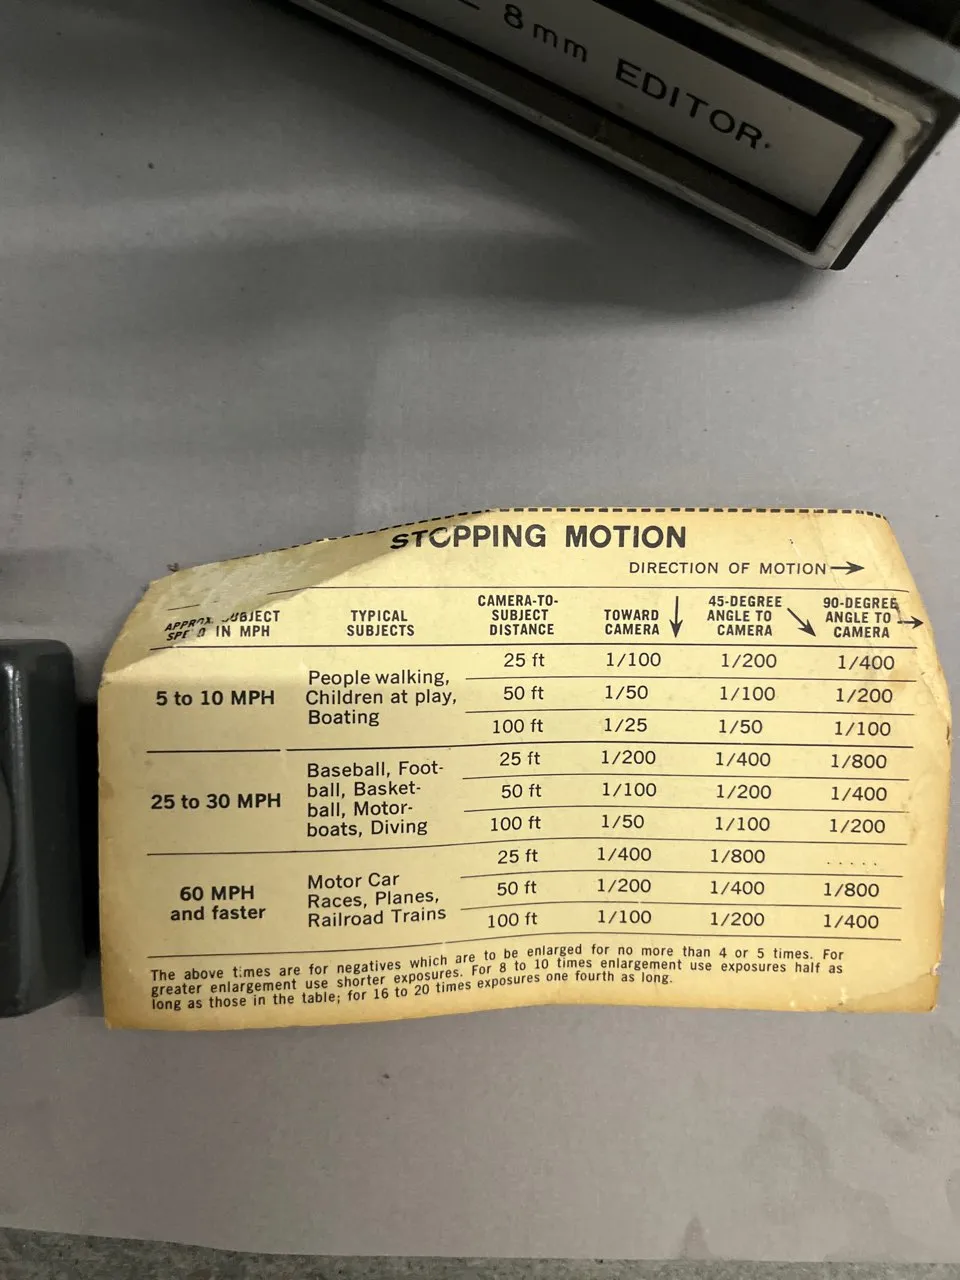 8mm EDITOR
STOPPING MOTION
DIRECTION OF MOTION →
APPROX. SUBJECT SPEED IN MPH TYPICAL SUBJECTS CAMERA-TO-SUBJECT DISTANCE TOWARD CAMERA ↓ 45-DEGREE ANGLE TO CAMERA ↘ 90-DEGREE ANGLE TO CAMERA →
5 to 10 MPH People walking, Children at play, Boating 25 ft 1/100 1/200 1/400
50 ft 1/50 1/100 1/200
100 ft 1/25 1/50 1/100
25 to 30 MPH Baseball, Foot-ball, Basket-ball, Motor-boats, Diving 25 ft 1/200 1/400 1/800
50 ft 1/100 1/200 1/400
100 ft 1/50 1/100 1/200
60 MPH and faster Motor Car Races, Planes, Railroad Trains 25 ft 1/400 1/800 .....
50 ft 1/200 1/400 1/800
100 ft 1/100 1/200 1/400
The above times are for negatives which are to be enlarged for no more than 4 or 5 times. For
greater enlargement use shorter exposures. For 8 to 10 times enlargement use exposures half as
long as those in the table; for 16 to 20 times exposures one fourth as long.